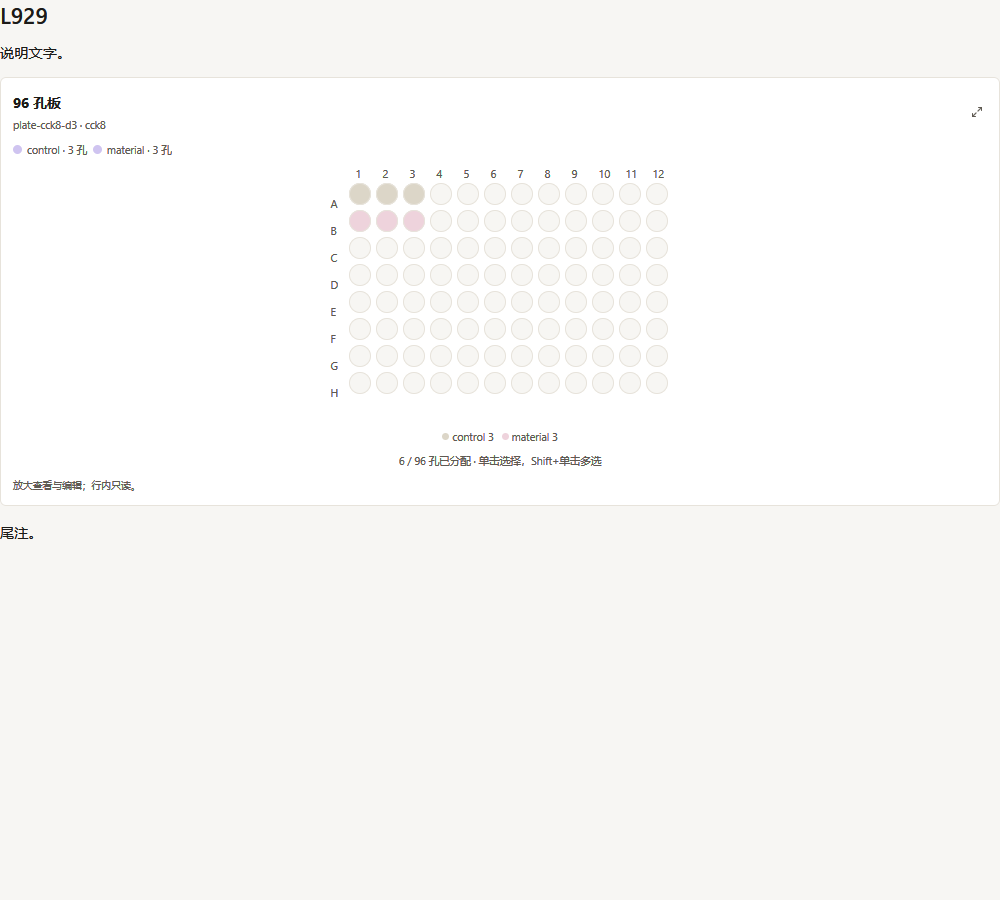 L929
说明文字。
96 孔板
plate-cck8-d3 · cck8
control · 3 孔 material · 3 孔
1 2 3 4 5 6 7 8 9 10 11 12
A
B
C
D
E
F
G
H
control 3 material 3
6 / 96 孔已分配 · 单击选择，Shift+单击多选
放大查看与编辑；行内只读。
尾注。